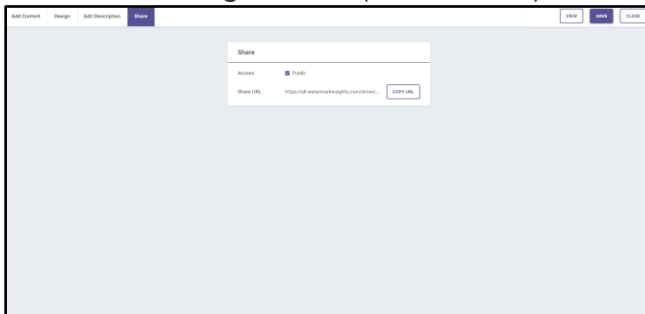 Add Content Design Edit Description Share VIEW SAVE CLOSE
Share
Access Public
Share URL https://sll.watermarkinsights.com/showc... COPY URL